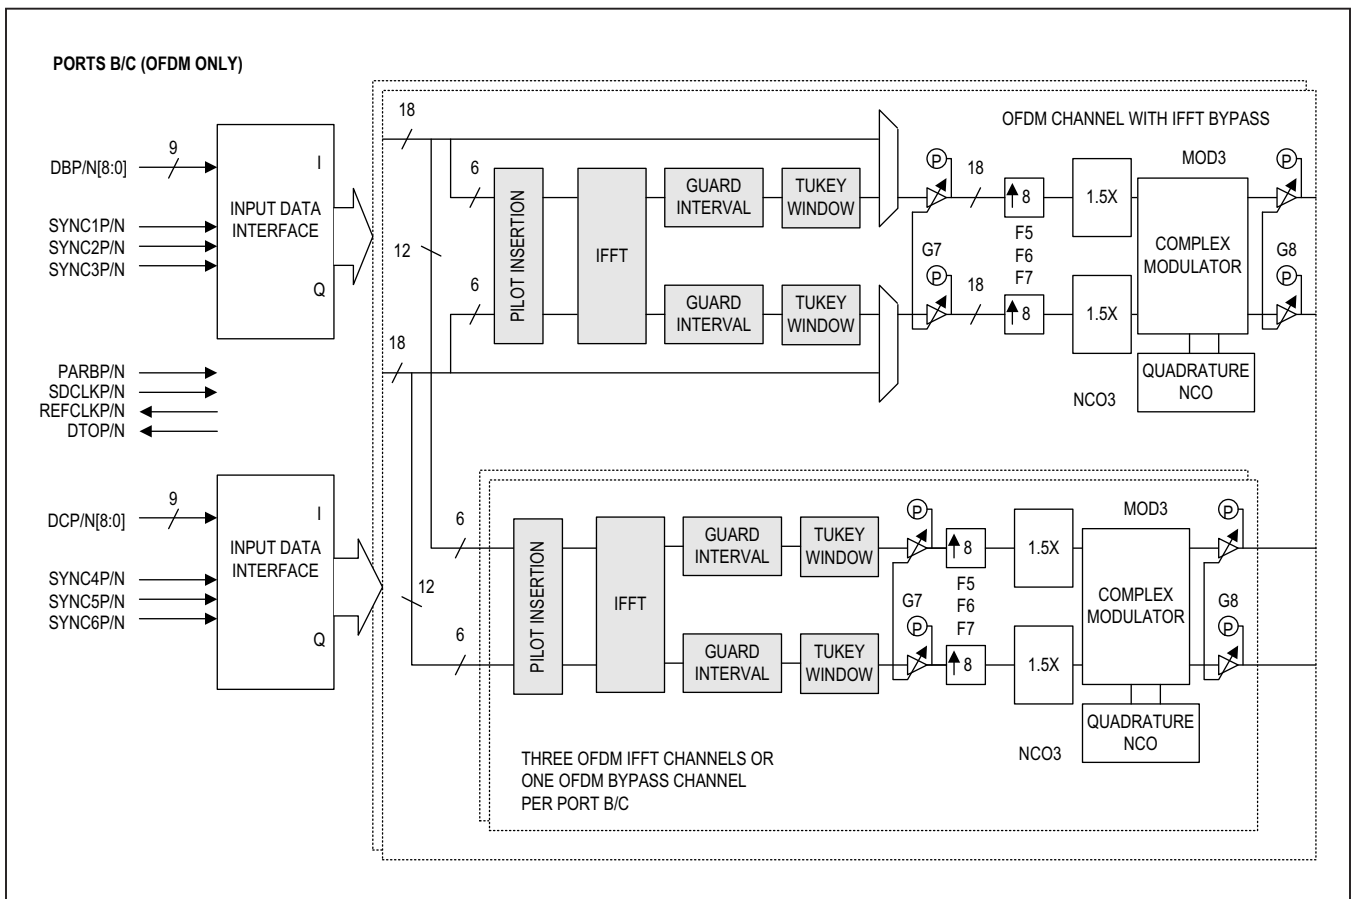 PORTS B/C (OFDM ONLY)
18
OFDM CHANNEL WITH IFFT BYPASS
9
DBP/N[8:0]
I
INPUT DATA
INTERFACE
Q
SYNC1P/N
SYNC2P/N
SYNC3P/N
12
6
6
PILOT INSERTION
IFFT
GUARD
INTERVAL
TUKEY
WINDOW
GUARD
INTERVAL
TUKEY
WINDOW
P
G7
P
18
18
8
F5
F6
F7
8
1.5X
1.5X
MOD3
COMPLEX
MODULATOR
P
G8
P
QUADRATURE
NCO
NCO3
18
PARBP/N
SDCLKP/N
REFCLKP/N
DTOP/N
9
DCP/N[8:0]
I
INPUT DATA
INTERFACE
Q
SYNC4P/N
SYNC5P/N
SYNC6P/N
12
6
6
PILOT INSERTION
IFFT
GUARD
INTERVAL
TUKEY
WINDOW
GUARD
INTERVAL
TUKEY
WINDOW
P
G7
P
8
F5
F6
F7
8
1.5X
1.5X
MOD3
COMPLEX
MODULATOR
P
G8
P
QUADRATURE
NCO
NCO3
THREE OFDM IFFT CHANNELS OR
ONE OFDM BYPASS CHANNEL
PER PORT B/C